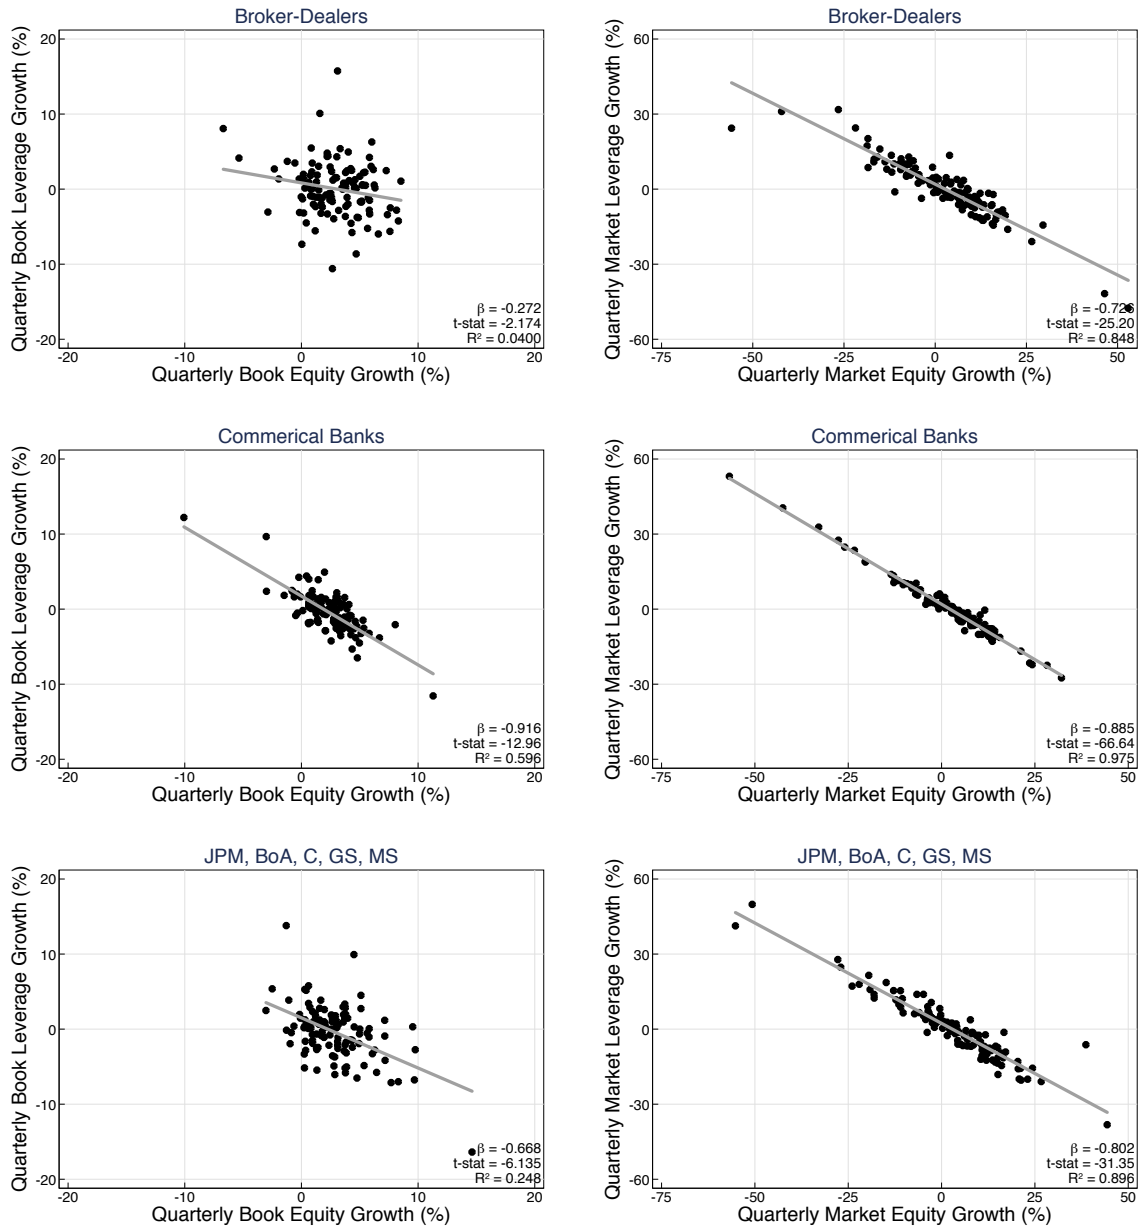 Broker-Dealers
Quarterly Book Leverage Growth (%)
20
10
0
-10
-20
β = -0.272
t-stat = -2.174
R² = 0.0400
-20
-10
0
10
20
Quarterly Book Equity Growth (%)
Broker-Dealers
Quarterly Market Leverage Growth (%)
60
30
0
-30
-60
β = -0.726
t-stat = -25.20
R² = 0.848
-75
-50
-25
0
25
50
Quarterly Market Equity Growth (%)
Commerical Banks
Quarterly Book Leverage Growth (%)
20
10
0
-10
-20
β = -0.916
t-stat = -12.96
R² = 0.596
-20
-10
0
10
20
Quarterly Book Equity Growth (%)
Commerical Banks
Quarterly Market Leverage Growth (%)
60
30
0
-30
-60
β = -0.885
t-stat = -66.64
R² = 0.975
-75
-50
-25
0
25
50
Quarterly Market Equity Growth (%)
JPM, BoA, C, GS, MS
Quarterly Book Leverage Growth (%)
20
10
0
-10
-20
β = -0.668
t-stat = -6.135
R² = 0.248
-20
-10
0
10
20
Quarterly Book Equity Growth (%)
JPM, BoA, C, GS, MS
Quarterly Market Leverage Growth (%)
60
30
0
-30
-60
β = -0.802
t-stat = -31.35
R² = 0.896
-75
-50
-25
0
25
50
Quarterly Market Equity Growth (%)